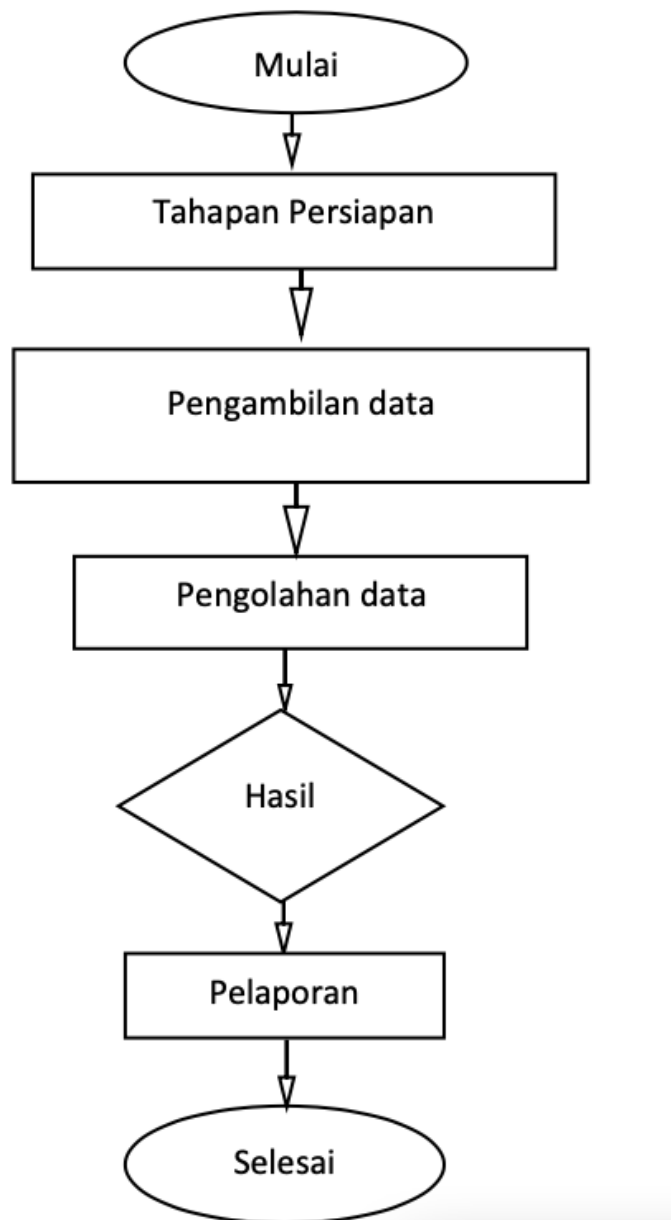 Mulai
Tahapan Persiapan
Pengambilan data
Pengolahan data
Hasil
Pelaporan
Selesai